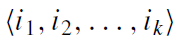 ⟨i₁, i₂, . . . , iₖ⟩